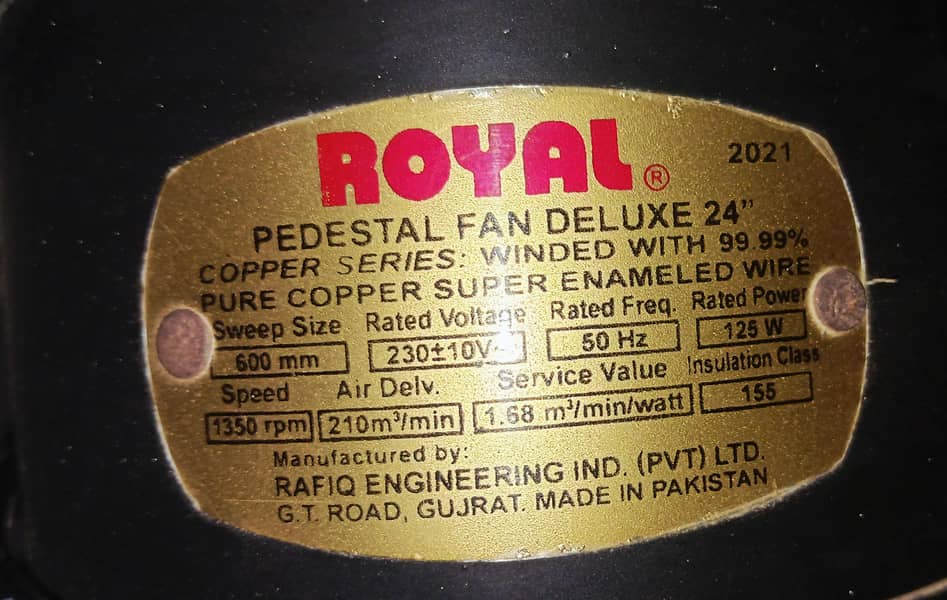 ROYAL® 2021
PEDESTAL FAN DELUXE 24”
COPPER SERIES: WINDED WITH 99.99%
PURE COPPER SUPER ENAMELED WIRE
Sweep Size Rated Voltage Rated Freq. Rated Power
600 mm 230±10V~ 50 Hz 125 W
Speed Air Delv. Service Value Insulation Class
1350 rpm 210m³/min 1.68 m³/min/watt 155
Manufactured by:
RAFIQ ENGINEERING IND. (PVT) LTD.
G.T. ROAD, GUJRAT. MADE IN PAKISTAN